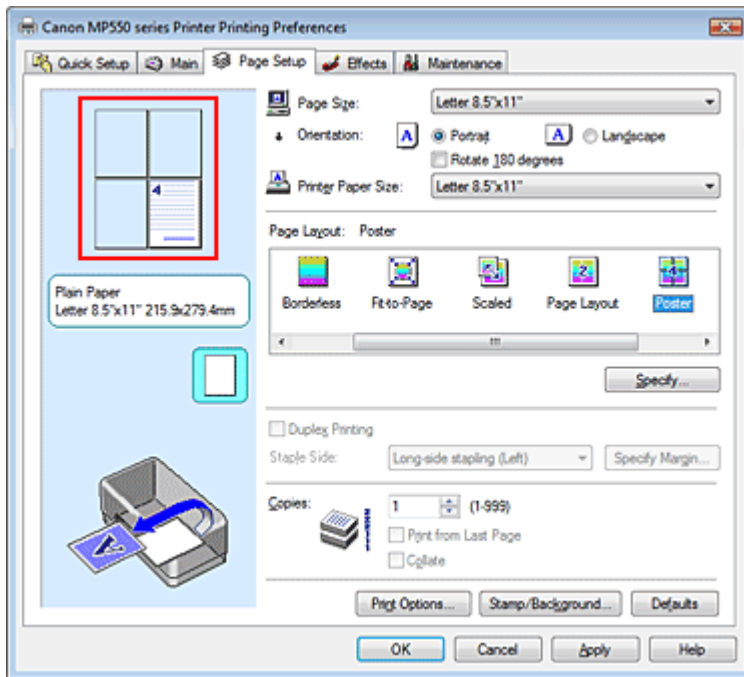 Canon MP550 series Printer Printing Preferences
Quick Setup Main Page Setup Effects Maintenance
4
Plain Paper
Letter 8.5"x11" 215.9x279.4mm
Page Size: Letter 8.5"x11"
Orientation: A Portrait A Landscape
Rotate 180 degrees
Printer Paper Size: Letter 8.5"x11"
Page Layout: Poster
Borderless Fit-to-Page Scaled Page Layout Poster
Specify...
Duplex Printing
Staple Side: Long-side stapling (Left) Specify Margin...
Copies: 1 (1-999)
Print from Last Page
Collate
Print Options... Stamp/Background... Defaults
OK Cancel Apply Help